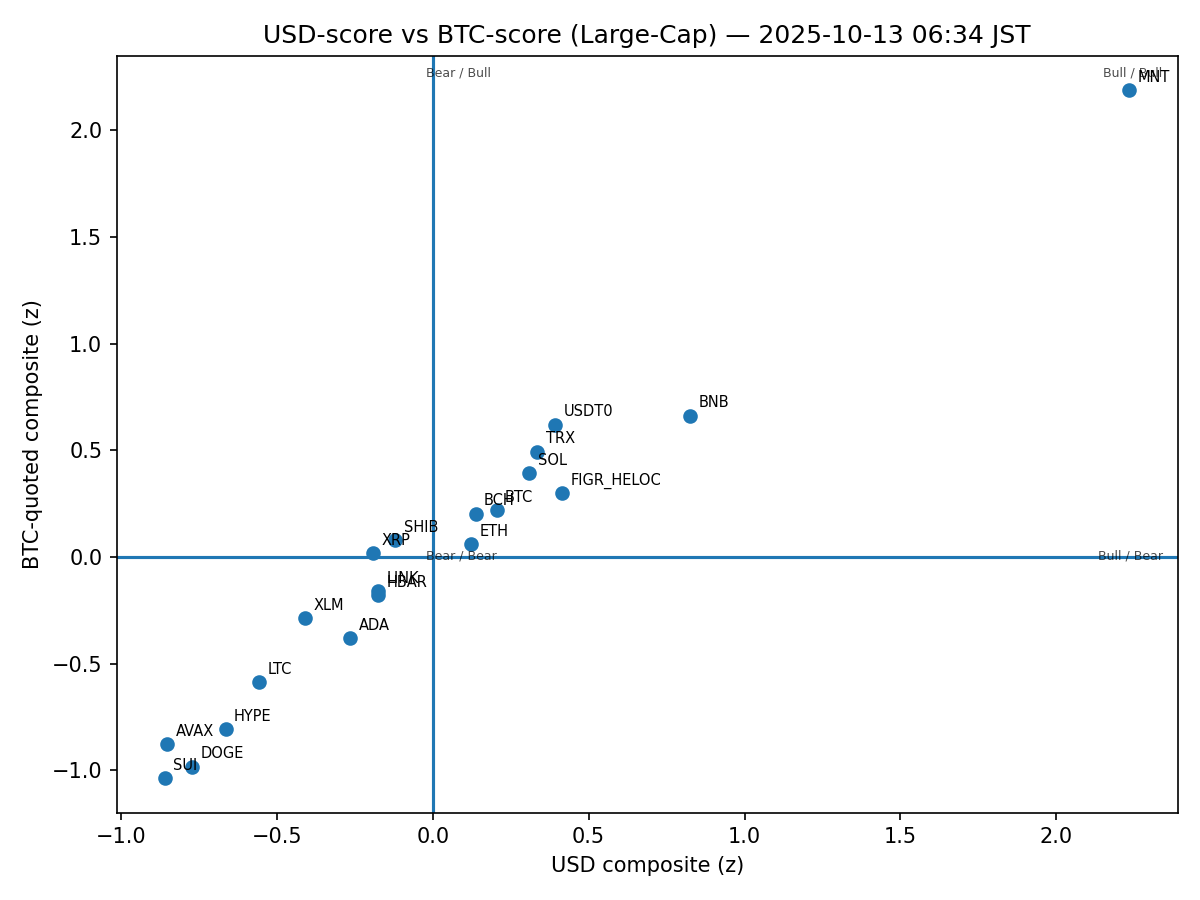 USD-score vs BTC-score (Large-Cap) — 2025-10-13 06:34 JST
Bear / Bull
Bull / Bull
MNT
2.0
1.5
1.0
0.5
0.0
−0.5
−1.0
BTC-quoted composite (z)
BNB
USDT0
TRX
SOL
FIGR_HELOC
BCH
BTC
ETH
SHIB
XRP
Bear / Bear
Bull / Bear
LINK
HBAR
XLM
ADA
LTC
HYPE
AVAX
DOGE
SUI
−1.0
−0.5
0.0
0.5
1.0
1.5
2.0
USD composite (z)